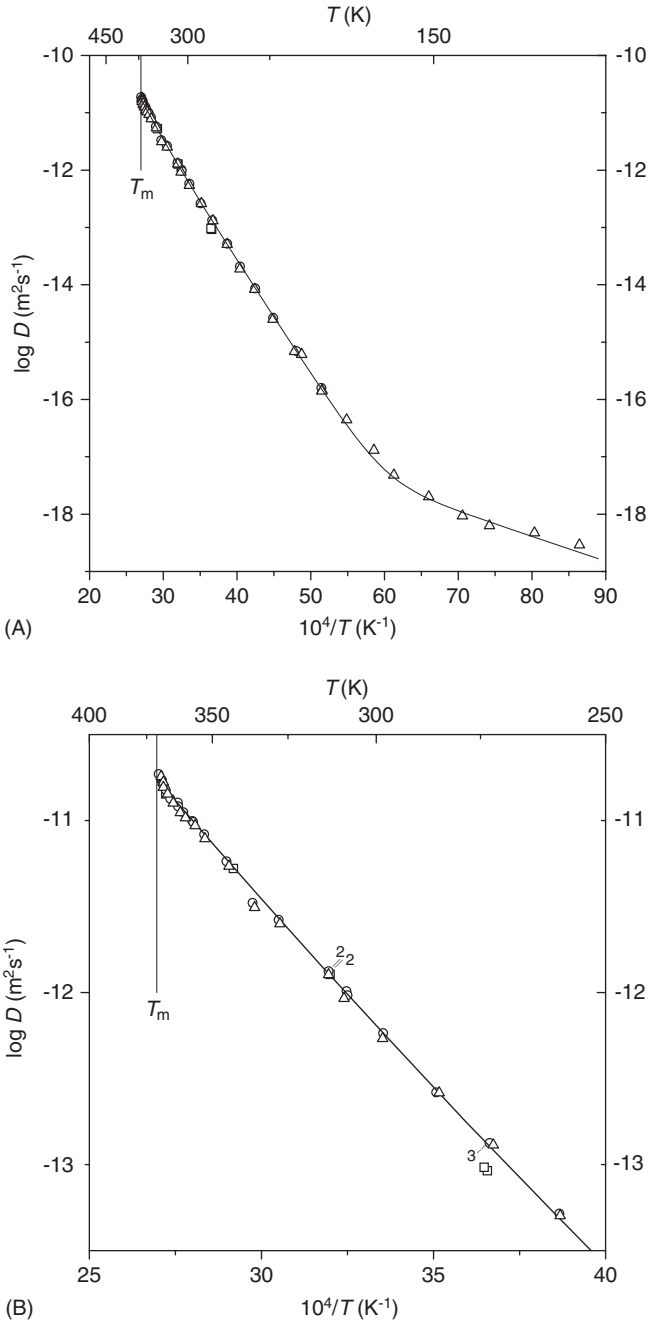 T (K)
450 300 150
-10 -10
-12 -12
T_m
-14 -14
log D (m²s⁻¹)
-16 -16
-18 -18
20 30 40 50 60 70 80 90
(A) 10⁴/T (K⁻¹)
T (K)
400 350 300 250
-11 -11
2 2
log D (m²s⁻¹)
-12 -12
T_m
3
-13 -13
25 30 35 40
(B) 10⁴/T (K⁻¹)